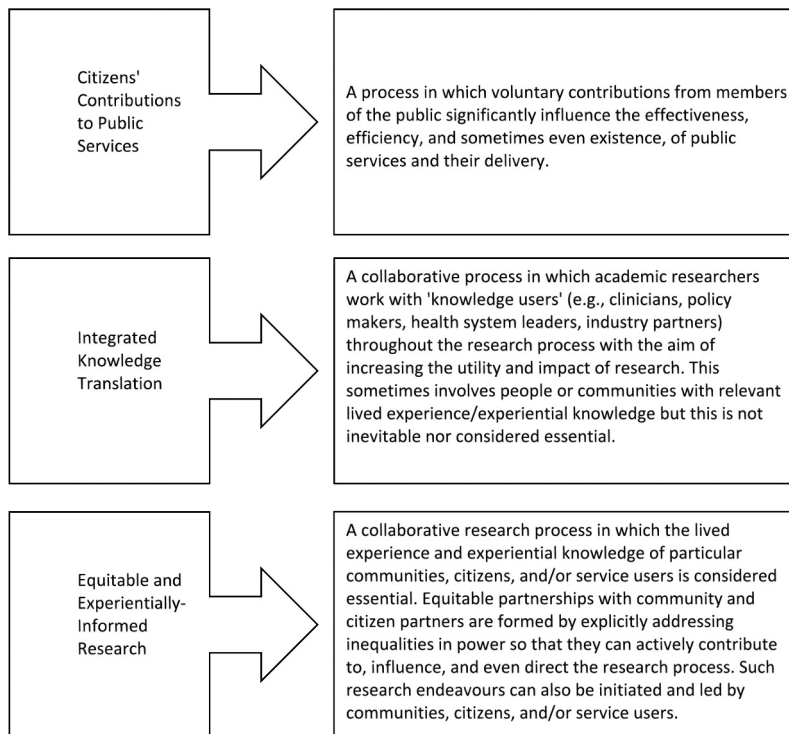 Citizens'
Contributions
to Public
Services
A process in which voluntary contributions from members
of the public significantly influence the effectiveness,
efficiency, and sometimes even existence, of public
services and their delivery.
Integrated
Knowledge
Translation
A collaborative process in which academic researchers
work with 'knowledge users' (e.g., clinicians, policy
makers, health system leaders, industry partners)
throughout the research process with the aim of
increasing the utility and impact of research. This
sometimes involves people or communities with relevant
lived experience/experiential knowledge but this is not
inevitable nor considered essential.
Equitable and
Experientially-
Informed
Research
A collaborative research process in which the lived
experience and experiential knowledge of particular
communities, citizens, and/or service users is considered
essential. Equitable partnerships with community and
citizen partners are formed by explicitly addressing
inequalities in power so that they can actively contribute
to, influence, and even direct the research process. Such
research endeavours can also be initiated and led by
communities, citizens, and/or service users.